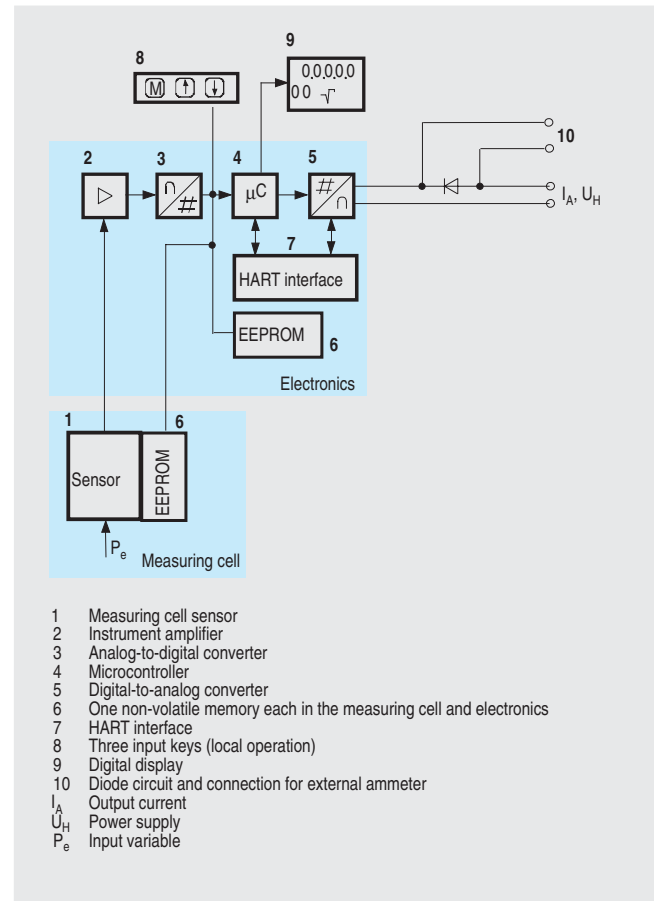 9
8
0.0.0.0.0
00 √
M ↑ ↓
10
2 3 4 5
∩ # µC # ∩
I_A, U_H
7
HART interface
EEPROM 6
Electronics
1 6
Sensor EEPROM
P_e
Measuring cell
1 Measuring cell sensor
2 Instrument amplifier
3 Analog-to-digital converter
4 Microcontroller
5 Digital-to-analog converter
6 One non-volatile memory each in the measuring cell and electronics
7 HART interface
8 Three input keys (local operation)
9 Digital display
10 Diode circuit and connection for external ammeter
I_A Output current
U_H Power supply
P_e Input variable